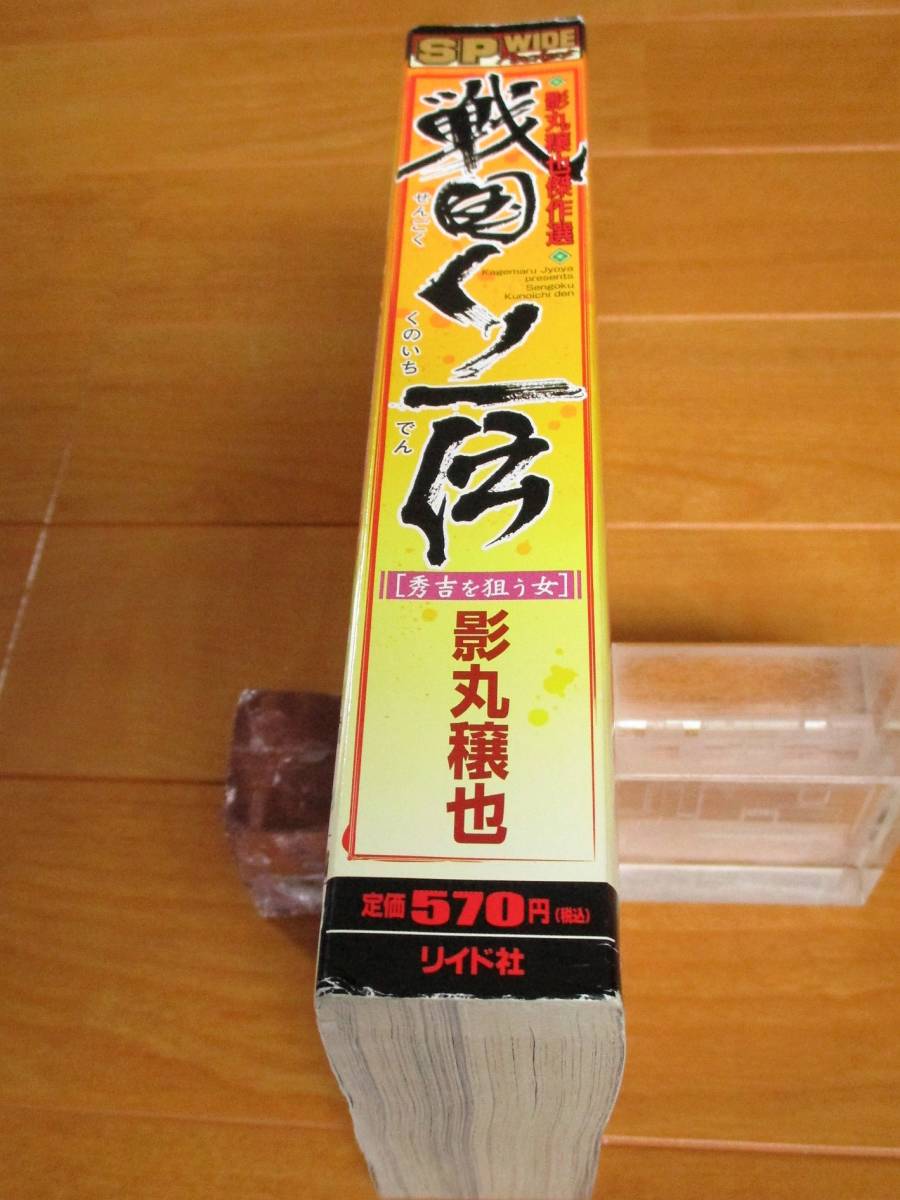 SP WIDE
◆影丸穣也傑作選◆
Kagemaru Jyoya
presents
Sengoku
Kunoichi den
戦国くノ一伝
せんごく
くのいち
でん
[秀吉を狙う女]
影丸穣也
定価570円(税込)
リイド社